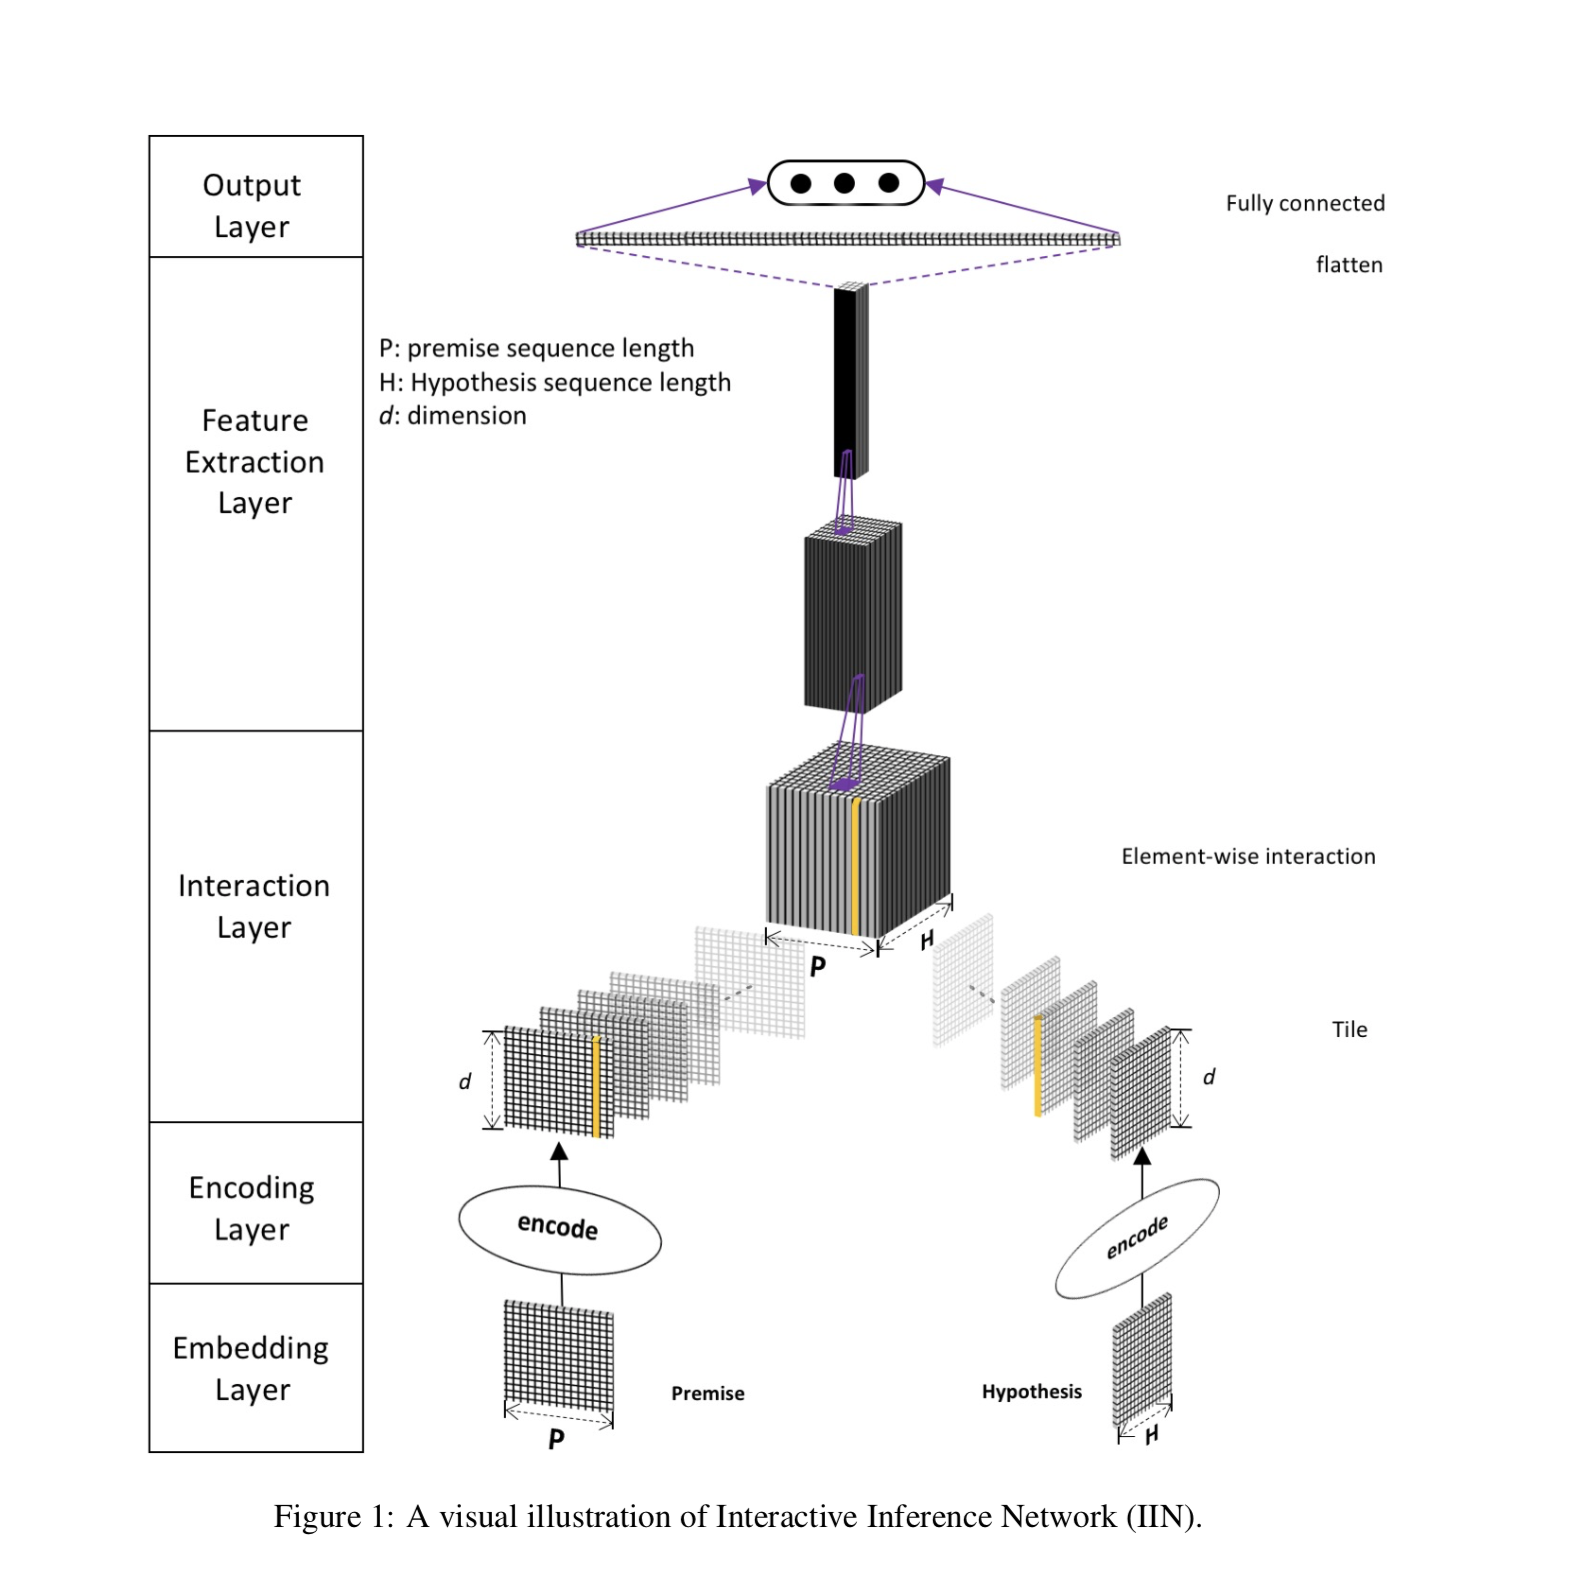 Output
Layer
Fully connected
flatten
P: premise sequence length
H: Hypothesis sequence length
d: dimension
Feature
Extraction
Layer
Interaction
Layer
Element-wise interaction
P
H
Tile
d
d
Encoding
Layer
encode
encode
Embedding
Layer
Premise
Hypothesis
P
H
Figure 1: A visual illustration of Interactive Inference Network (IIN).